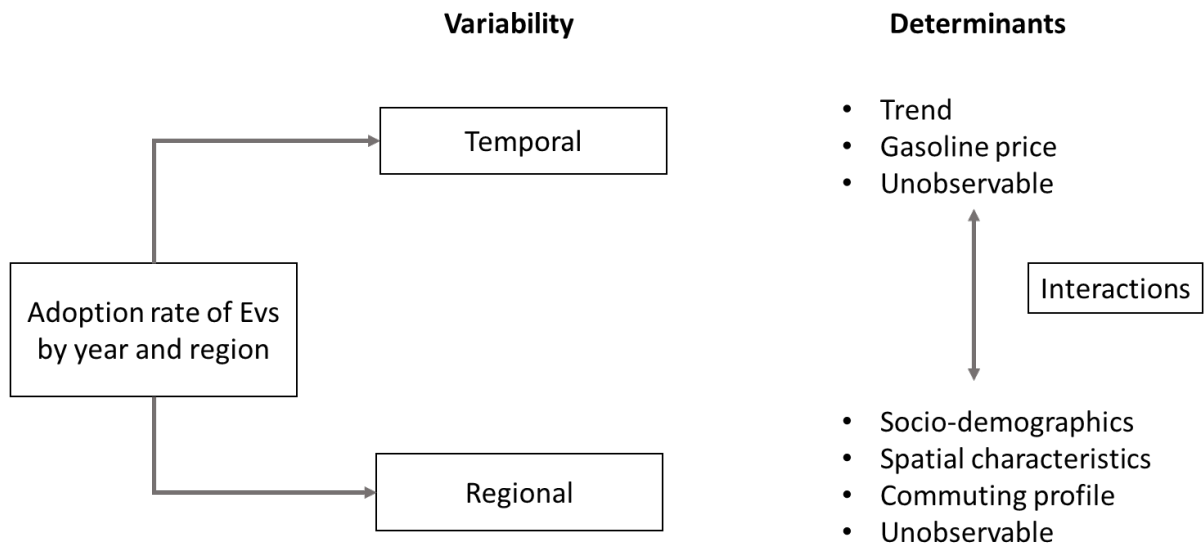 Variability
Determinants
Temporal
• Trend
• Gasoline price
• Unobservable
Adoption rate of Evs
by year and region
Interactions
Regional
• Socio-demographics
• Spatial characteristics
• Commuting profile
• Unobservable